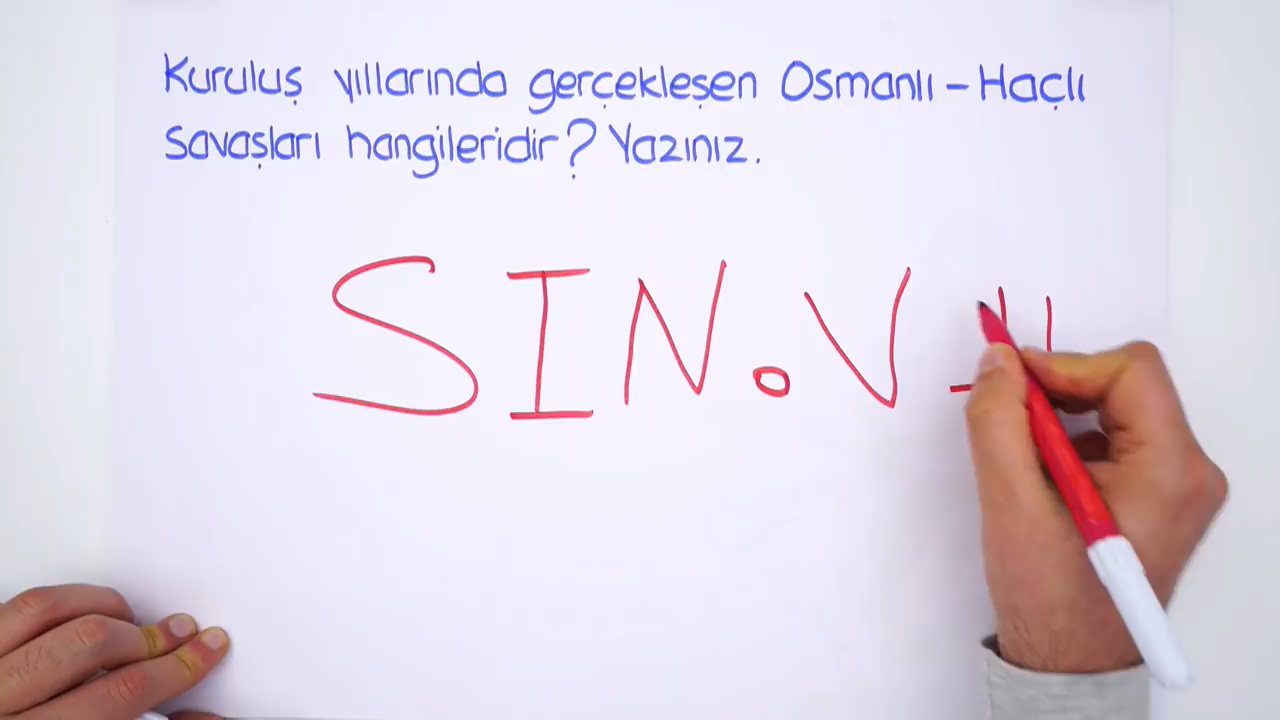 Kuruluş yıllarında gerçekleşen Osmanlı - Haçlı
savaşları hangileridir? Yazınız.
SIN.V